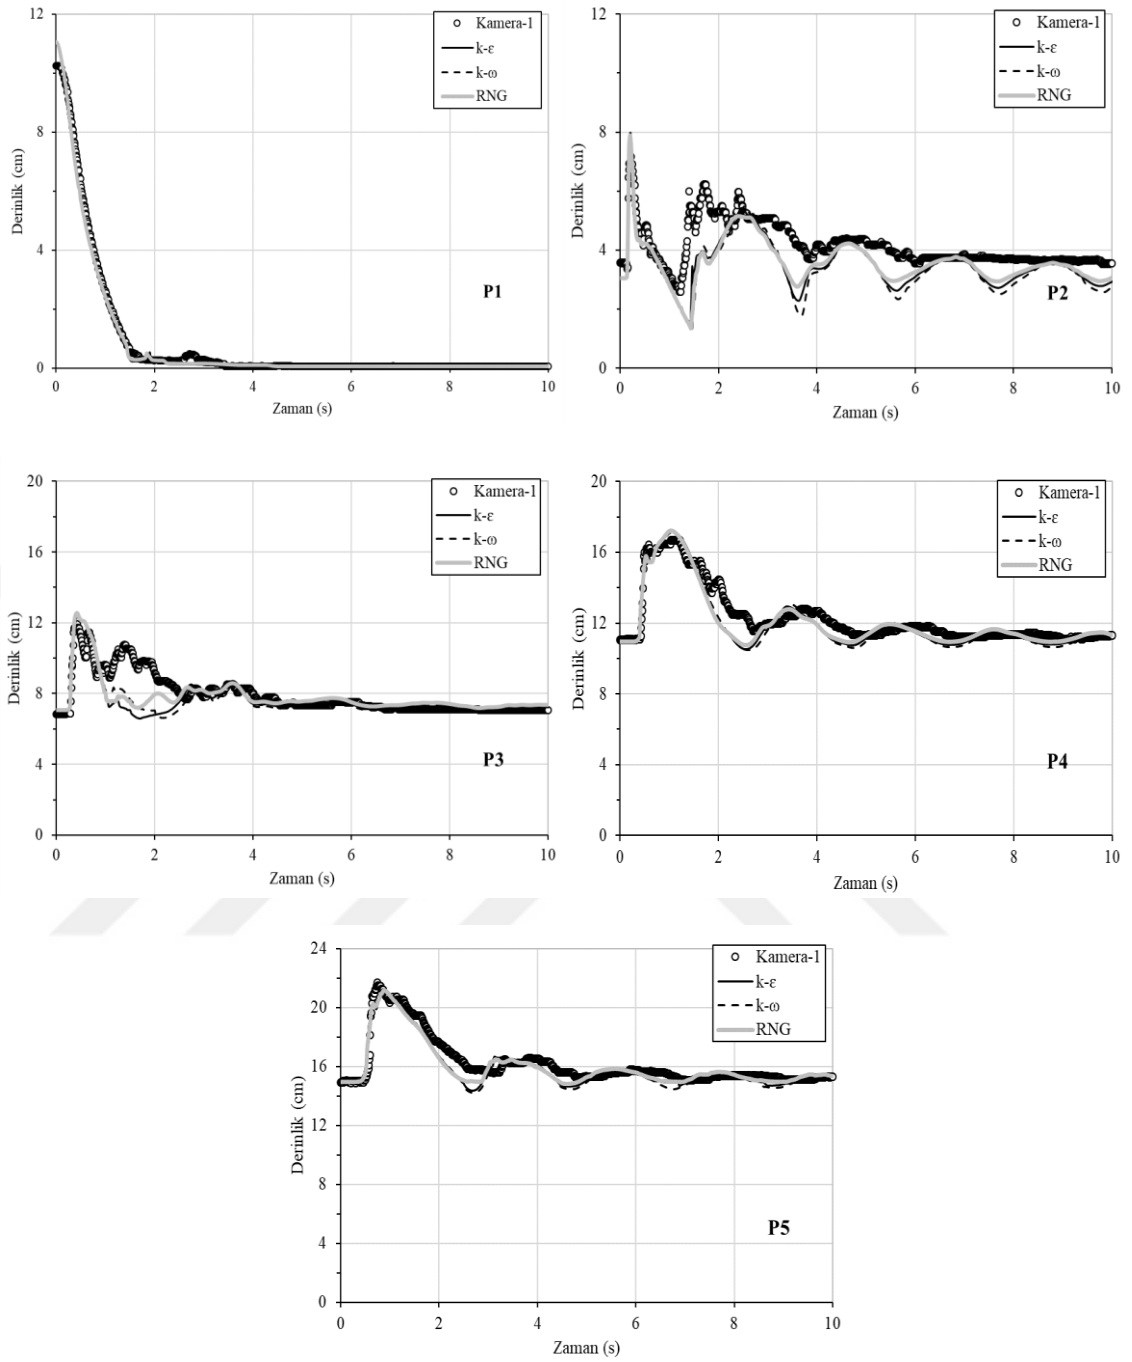 12
8
4
0
Derinlik (cm)
Kamera-1
k-ε
k-ω
RNG
P1
0 2 4 6 8 10
Zaman (s)
12
8
4
0
Derinlik (cm)
Kamera-1
k-ε
k-ω
RNG
P2
0 2 4 6 8 10
Zaman (s)
20
16
12
8
4
0
Derinlik (cm)
Kamera-1
k-ε
k-ω
RNG
P3
0 2 4 6 8 10
Zaman (s)
20
16
12
8
4
0
Derinlik (cm)
Kamera-1
k-ε
k-ω
RNG
P4
0 2 4 6 8 10
Zaman (s)
24
20
16
12
8
4
0
Derinlik (cm)
Kamera-1
k-ε
k-ω
RNG
P5
0 2 4 6 8 10
Zaman (s)